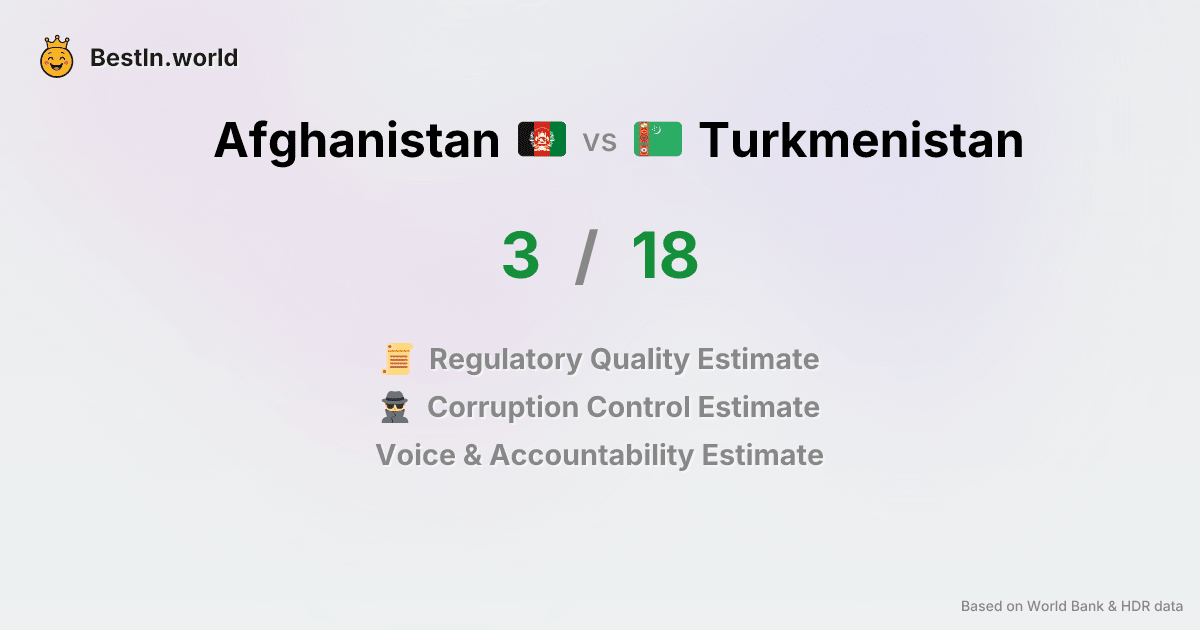 BestIn.world
Afghanistan vs Turkmenistan
3 / 18
Regulatory Quality Estimate
Corruption Control Estimate
Voice & Accountability Estimate
Based on World Bank & HDR data